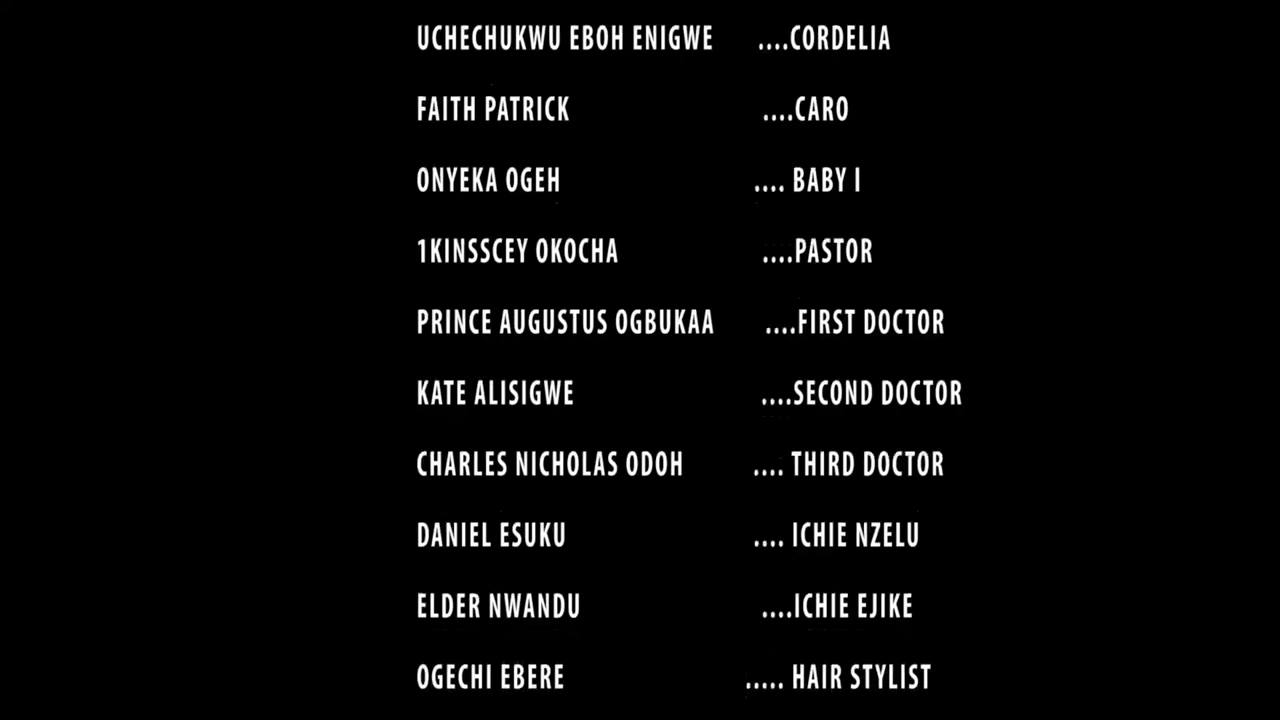 UCHECHUKWU EBOH ENIGWE ....CORDELIA
FAITH PATRICK ....CARO
ONYEKA OGEH .... BABY I
1KINSSCEY OKOCHA ....PASTOR
PRINCE AUGUSTUS OGBUKAA ....FIRST DOCTOR
KATE ALISIGWE ....SECOND DOCTOR
CHARLES NICHOLAS ODOH .... THIRD DOCTOR
DANIEL ESUKU .... ICHIE NZELU
ELDER NWANDU ....ICHIE EJIKE
OGECHI EBERE ..... HAIR STYLIST